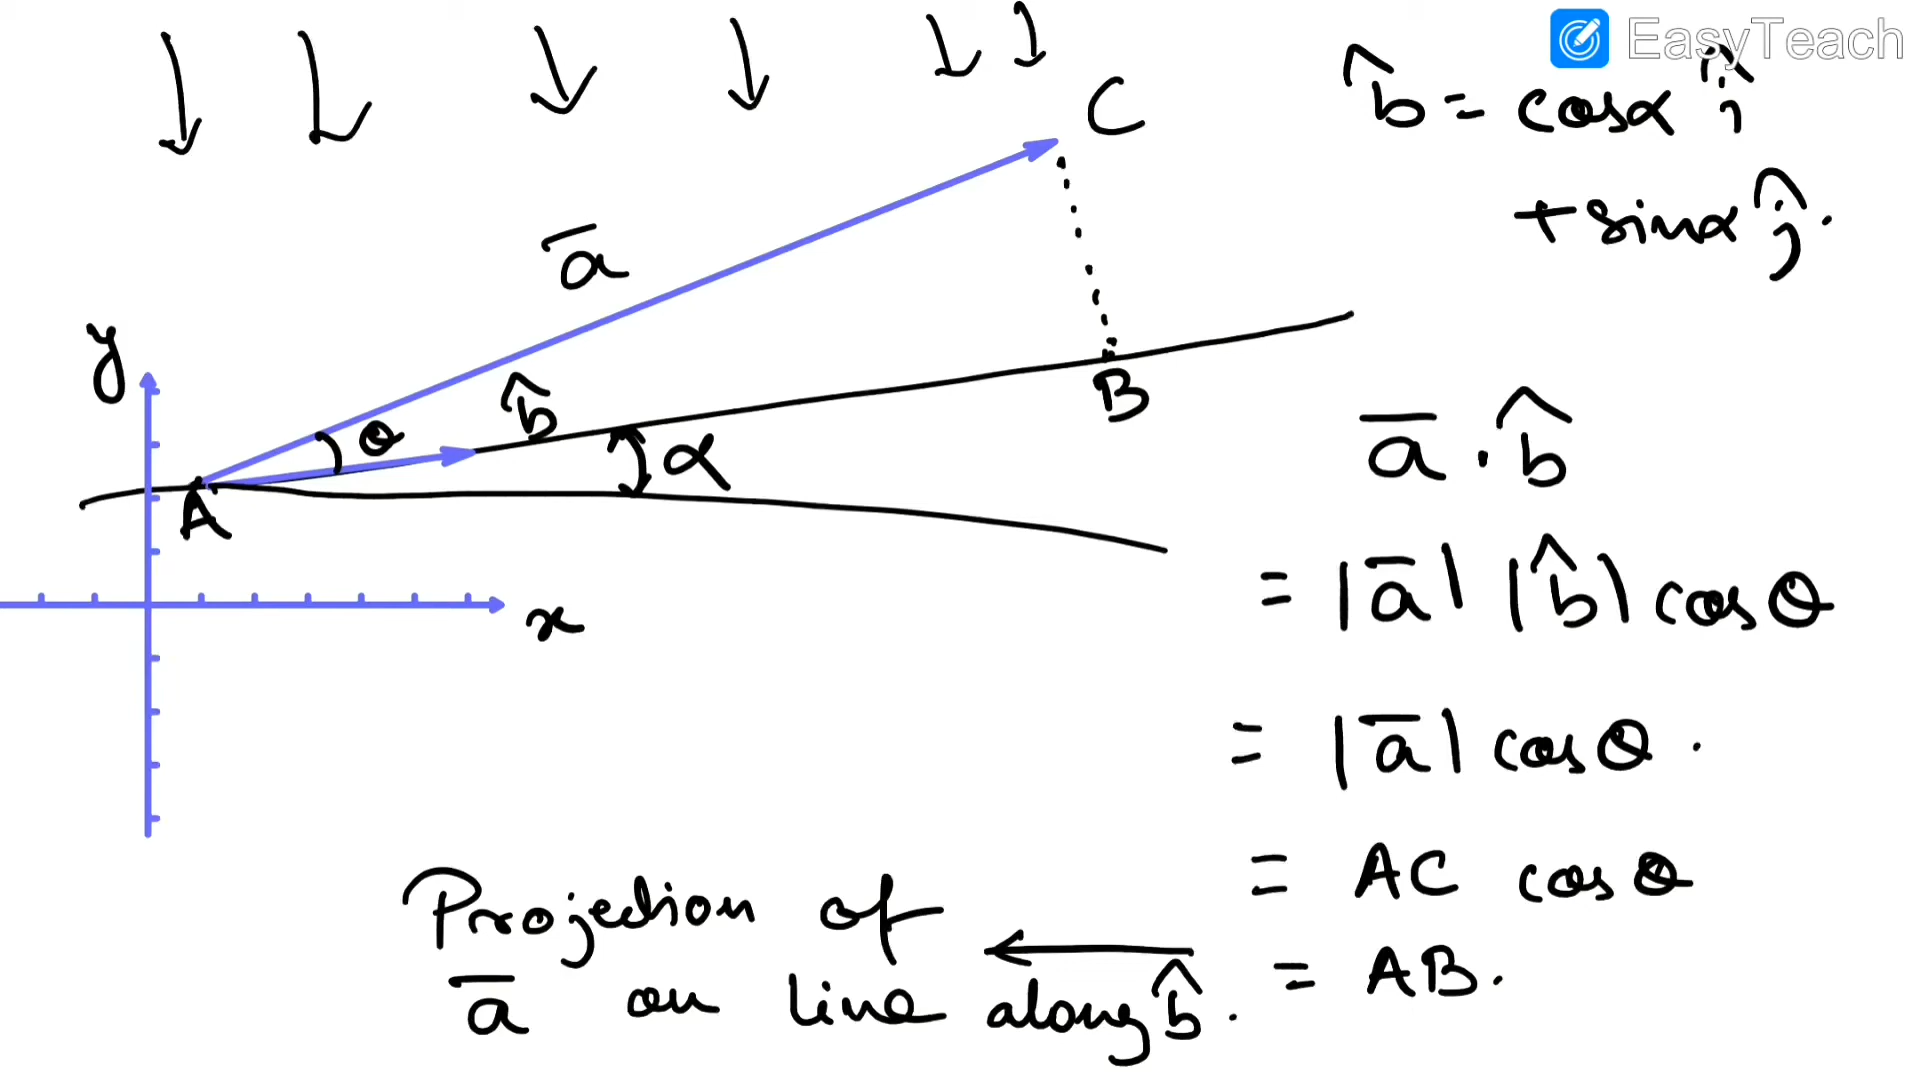 EasyTeach
C
b̂ = cosα î
+ sinα ĵ.
a̅
y
b̂
θ
α
B
A
x
a̅ . b̂
= |a̅| |b̂| cosθ
= |a̅| cosθ .
= AC cosθ
= AB.
Projection of
a̅ on line along b̂.